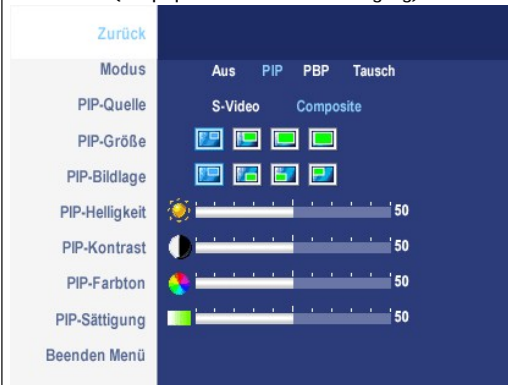 Zurück
Modus Aus PIP PBP Tausch
PIP-Quelle S-Video Composite
PIP-Größe
PIP-Bildlage
PIP-Helligkeit 50
PIP-Kontrast 50
PIP-Farbton 50
PIP-Sättigung 50
Beenden Menü